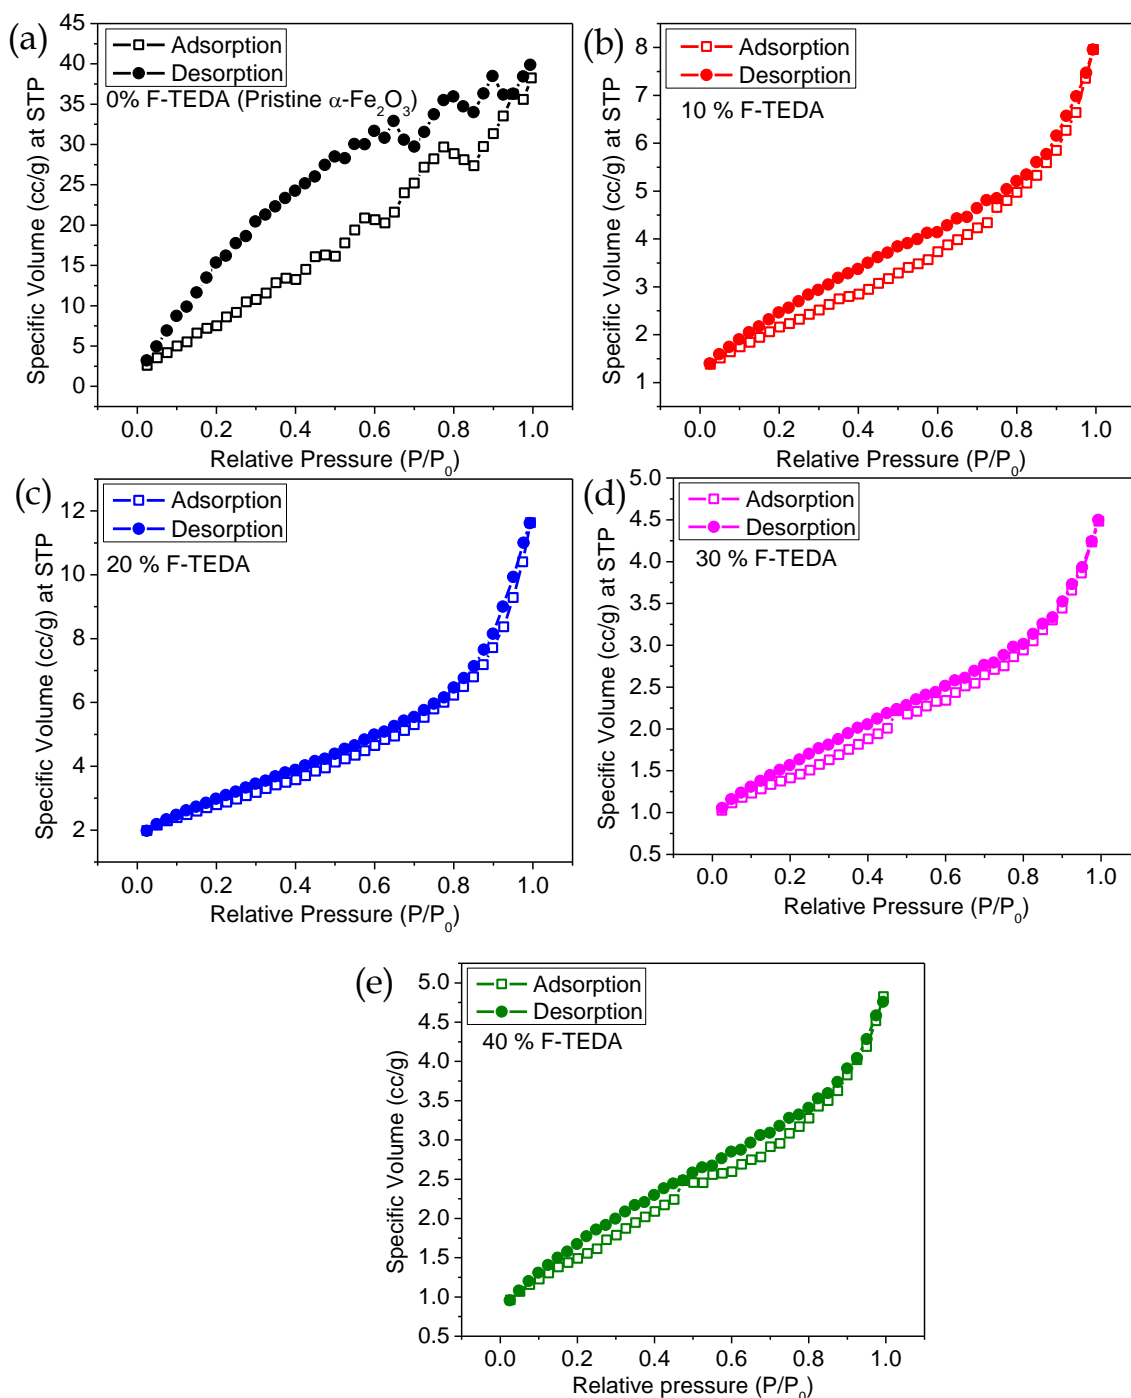 (a)
Adsorption
Desorption
0% F-TEDA (Pristine α-Fe₂O₃)
Specific Volume (cc/g) at STP
45
40
35
30
25
20
15
10
5
0
0.0 0.2 0.4 0.6 0.8 1.0
Relative Pressure (P/P₀)
(b)
Adsorption
Desorption
10 % F-TEDA
Specific Volume (cc/g) at STP
8
7
6
5
4
3
2
1
0.0 0.2 0.4 0.6 0.8 1.0
Relative Pressure (P/P₀)
(c)
Adsorption
Desorption
20 % F-TEDA
Specific Volume (cc/g) at STP
12
10
8
6
4
2
0.0 0.2 0.4 0.6 0.8 1.0
Relative Pressure (P/P₀)
(d)
Adsorption
Desorption
30 % F-TEDA
Specific Volume (cc/g) at STP
5.0
4.5
4.0
3.5
3.0
2.5
2.0
1.5
1.0
0.5
0.0 0.2 0.4 0.6 0.8 1.0
Relative Pressure (P/P₀)
(e)
Adsorption
Desorption
40 % F-TEDA
Specific Volume (cc/g)
5.0
4.5
4.0
3.5
3.0
2.5
2.0
1.5
1.0
0.5
0.0 0.2 0.4 0.6 0.8 1.0
Relative pressure (P/P₀)